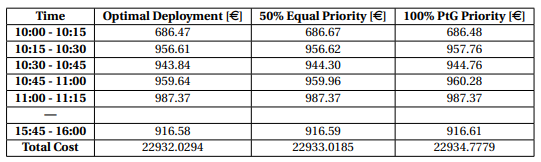 Time Optimal Deployment [€] 50% Equal Priority [€] 100% PtG Priority [€]
10:00 - 10:15 686.47 686.67 686.48
10:15 - 10:30 956.61 956.62 957.76
10:30 - 10:45 943.84 944.30 944.76
10:45 - 11:00 959.64 959.96 960.28
11:00 - 11:15 987.37 987.37 987.37
—
15:45 - 16:00 916.58 916.59 916.61
Total Cost 22932.0294 22933.0185 22934.7779